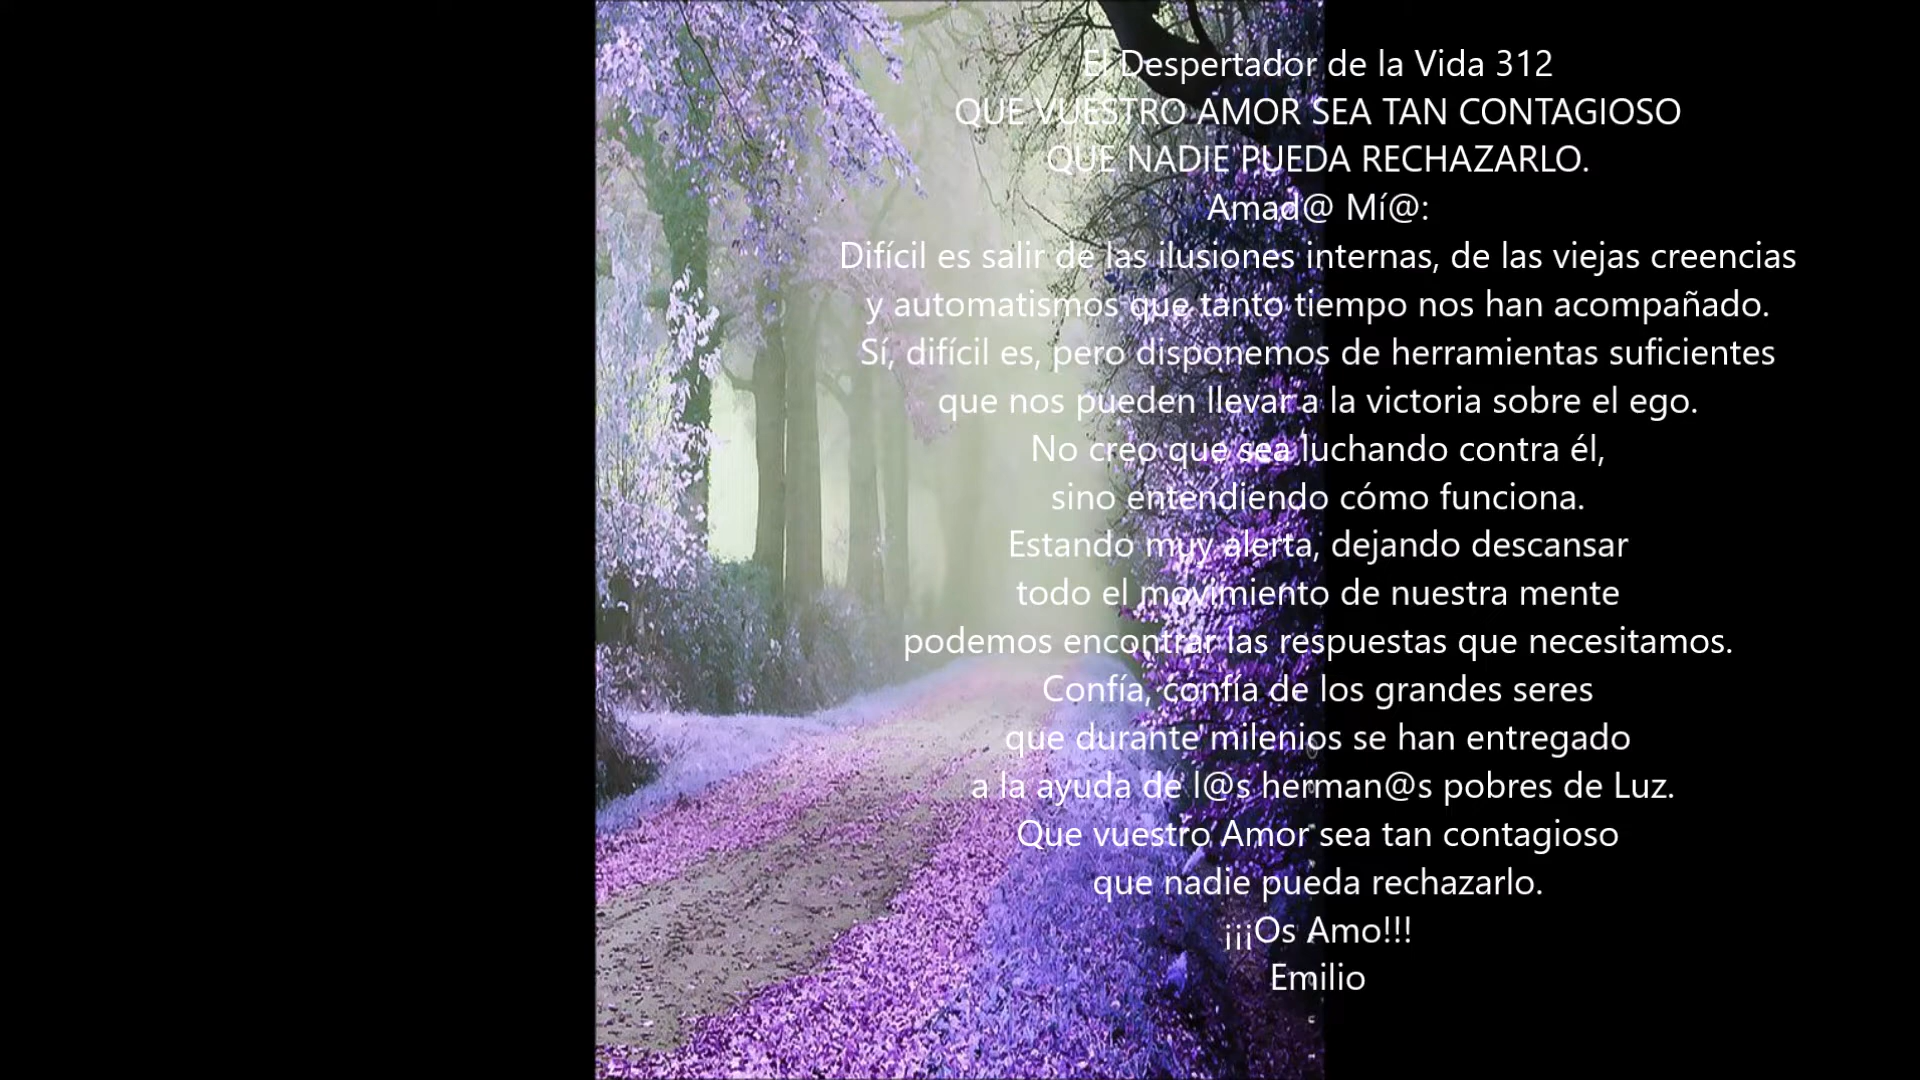 El Despertador de la Vida 312
QUE VUESTRO AMOR SEA TAN CONTAGIOSO
QUE NADIE PUEDA RECHAZARLO.
Amad@ Mí@:
Difícil es salir de las ilusiones internas, de las viejas creencias
y automatismos que tanto tiempo nos han acompañado.
Sí, difícil es, pero disponemos de herramientas suficientes
que nos pueden llevar a la victoria sobre el ego.
No creo que sea luchando contra él,
sino entendiendo cómo funciona.
Estando muy alerta, dejando descansar
todo el movimiento de nuestra mente
podemos encontrar las respuestas que necesitamos.
Confía, confía de los grandes seres
que durante milenios se han entregado
a la ayuda de l@s herman@s pobres de Luz.
Que vuestro Amor sea tan contagioso
que nadie pueda rechazarlo.
¡¡¡Os Amo!!!
Emilio